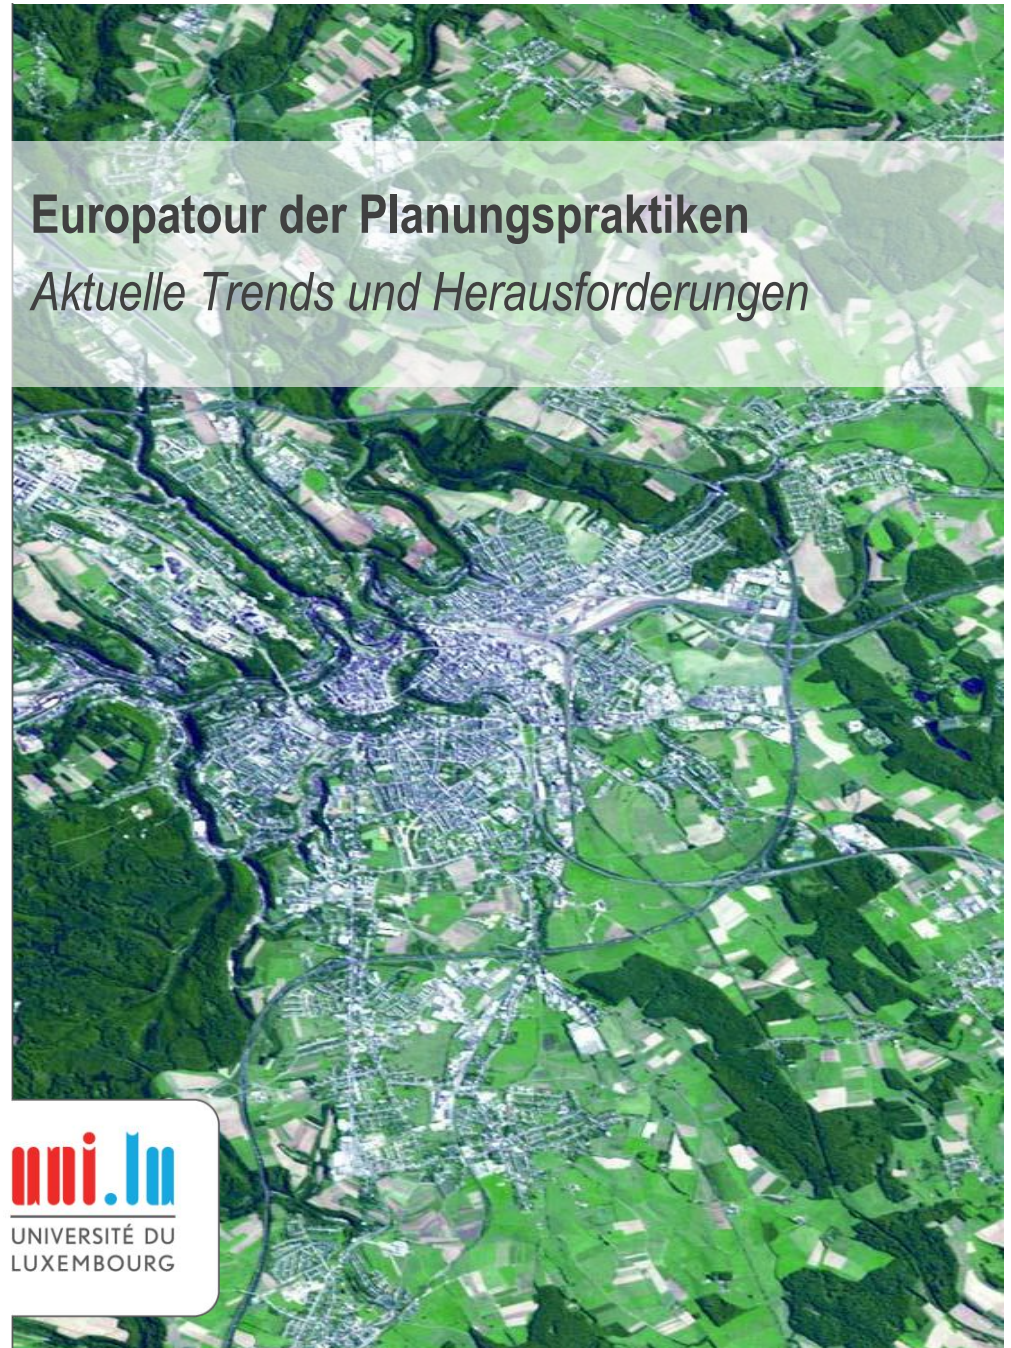 Europatour der Planungspraktiken
Aktuelle Trends und Herausforderungen
uni.lu
UNIVERSITÉ DU
LUXEMBOURG